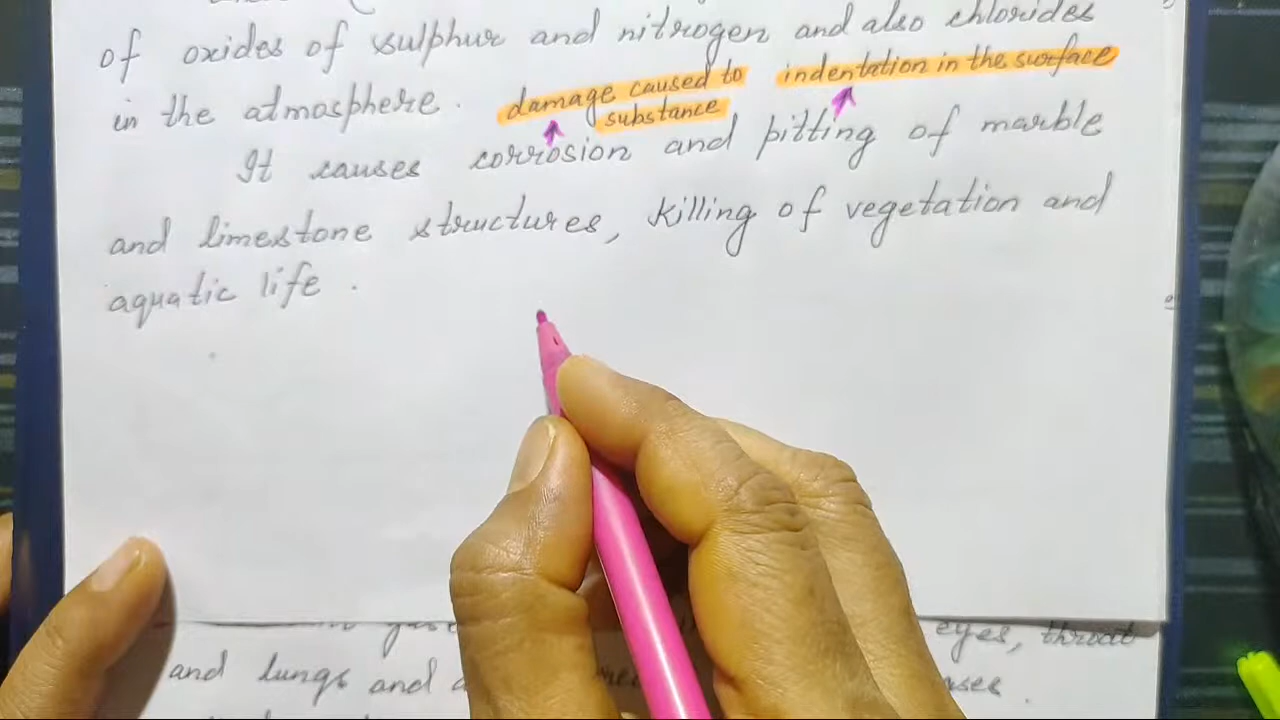 of oxides of sulphur and nitrogen and also chlorides
in the atmosphere. damage caused to substance indentation in the surface
It causes corrosion and pitting of marble
and limestone structures, killing of vegetation and
aquatic life.
eyes, throat
and lungs and